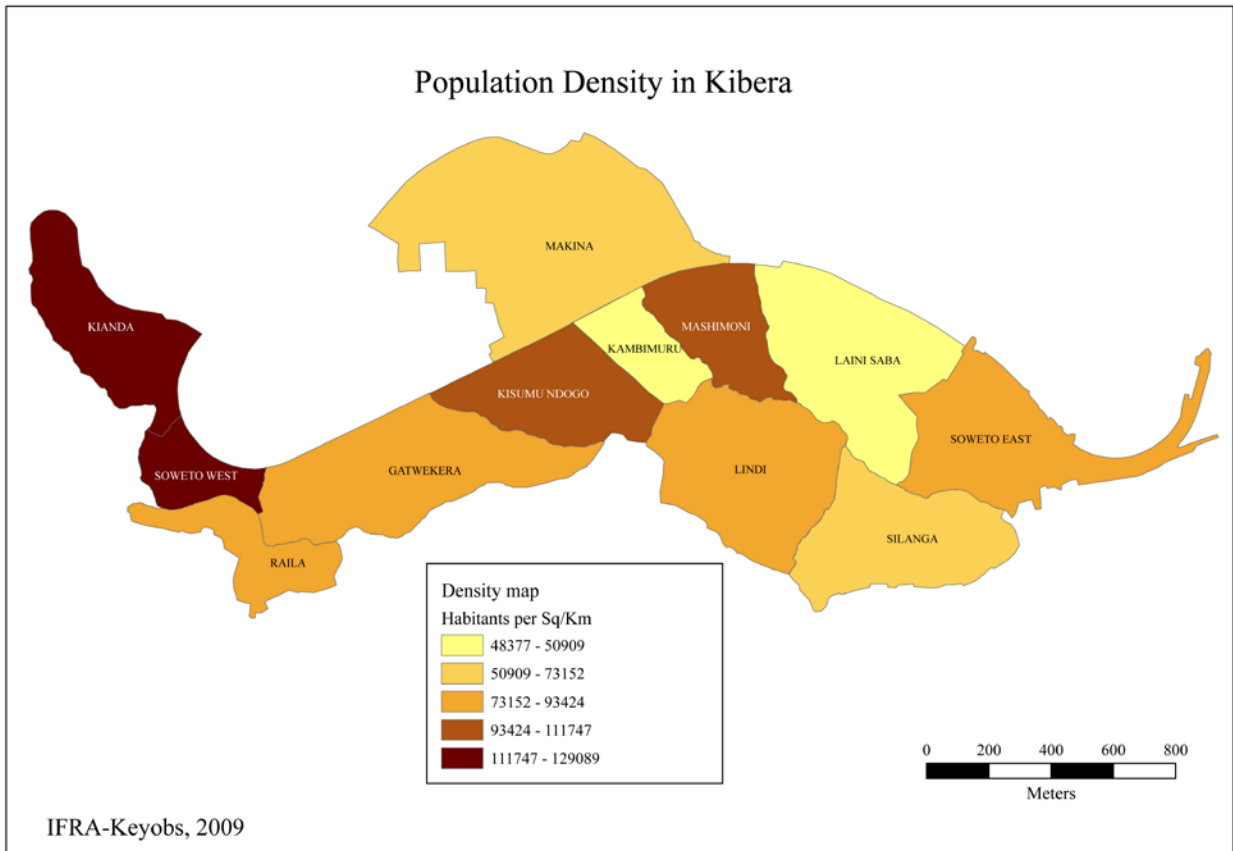 Population Density in Kibera
MAKINA
KIANDA
MASHIMONI
KAMBIMURU
LAINI SABA
KISUMU NDOGO
SOWETO EAST
GATWEKERA
LINDI
SOWETO WEST
SILANGA
RAILA
Density map
Habitants per Sq/Km
48377 - 50909
50909 - 73152
73152 - 93424
93424 - 111747
111747 - 129089
0 200 400 600 800
Meters
IFRA-Keyobs, 2009